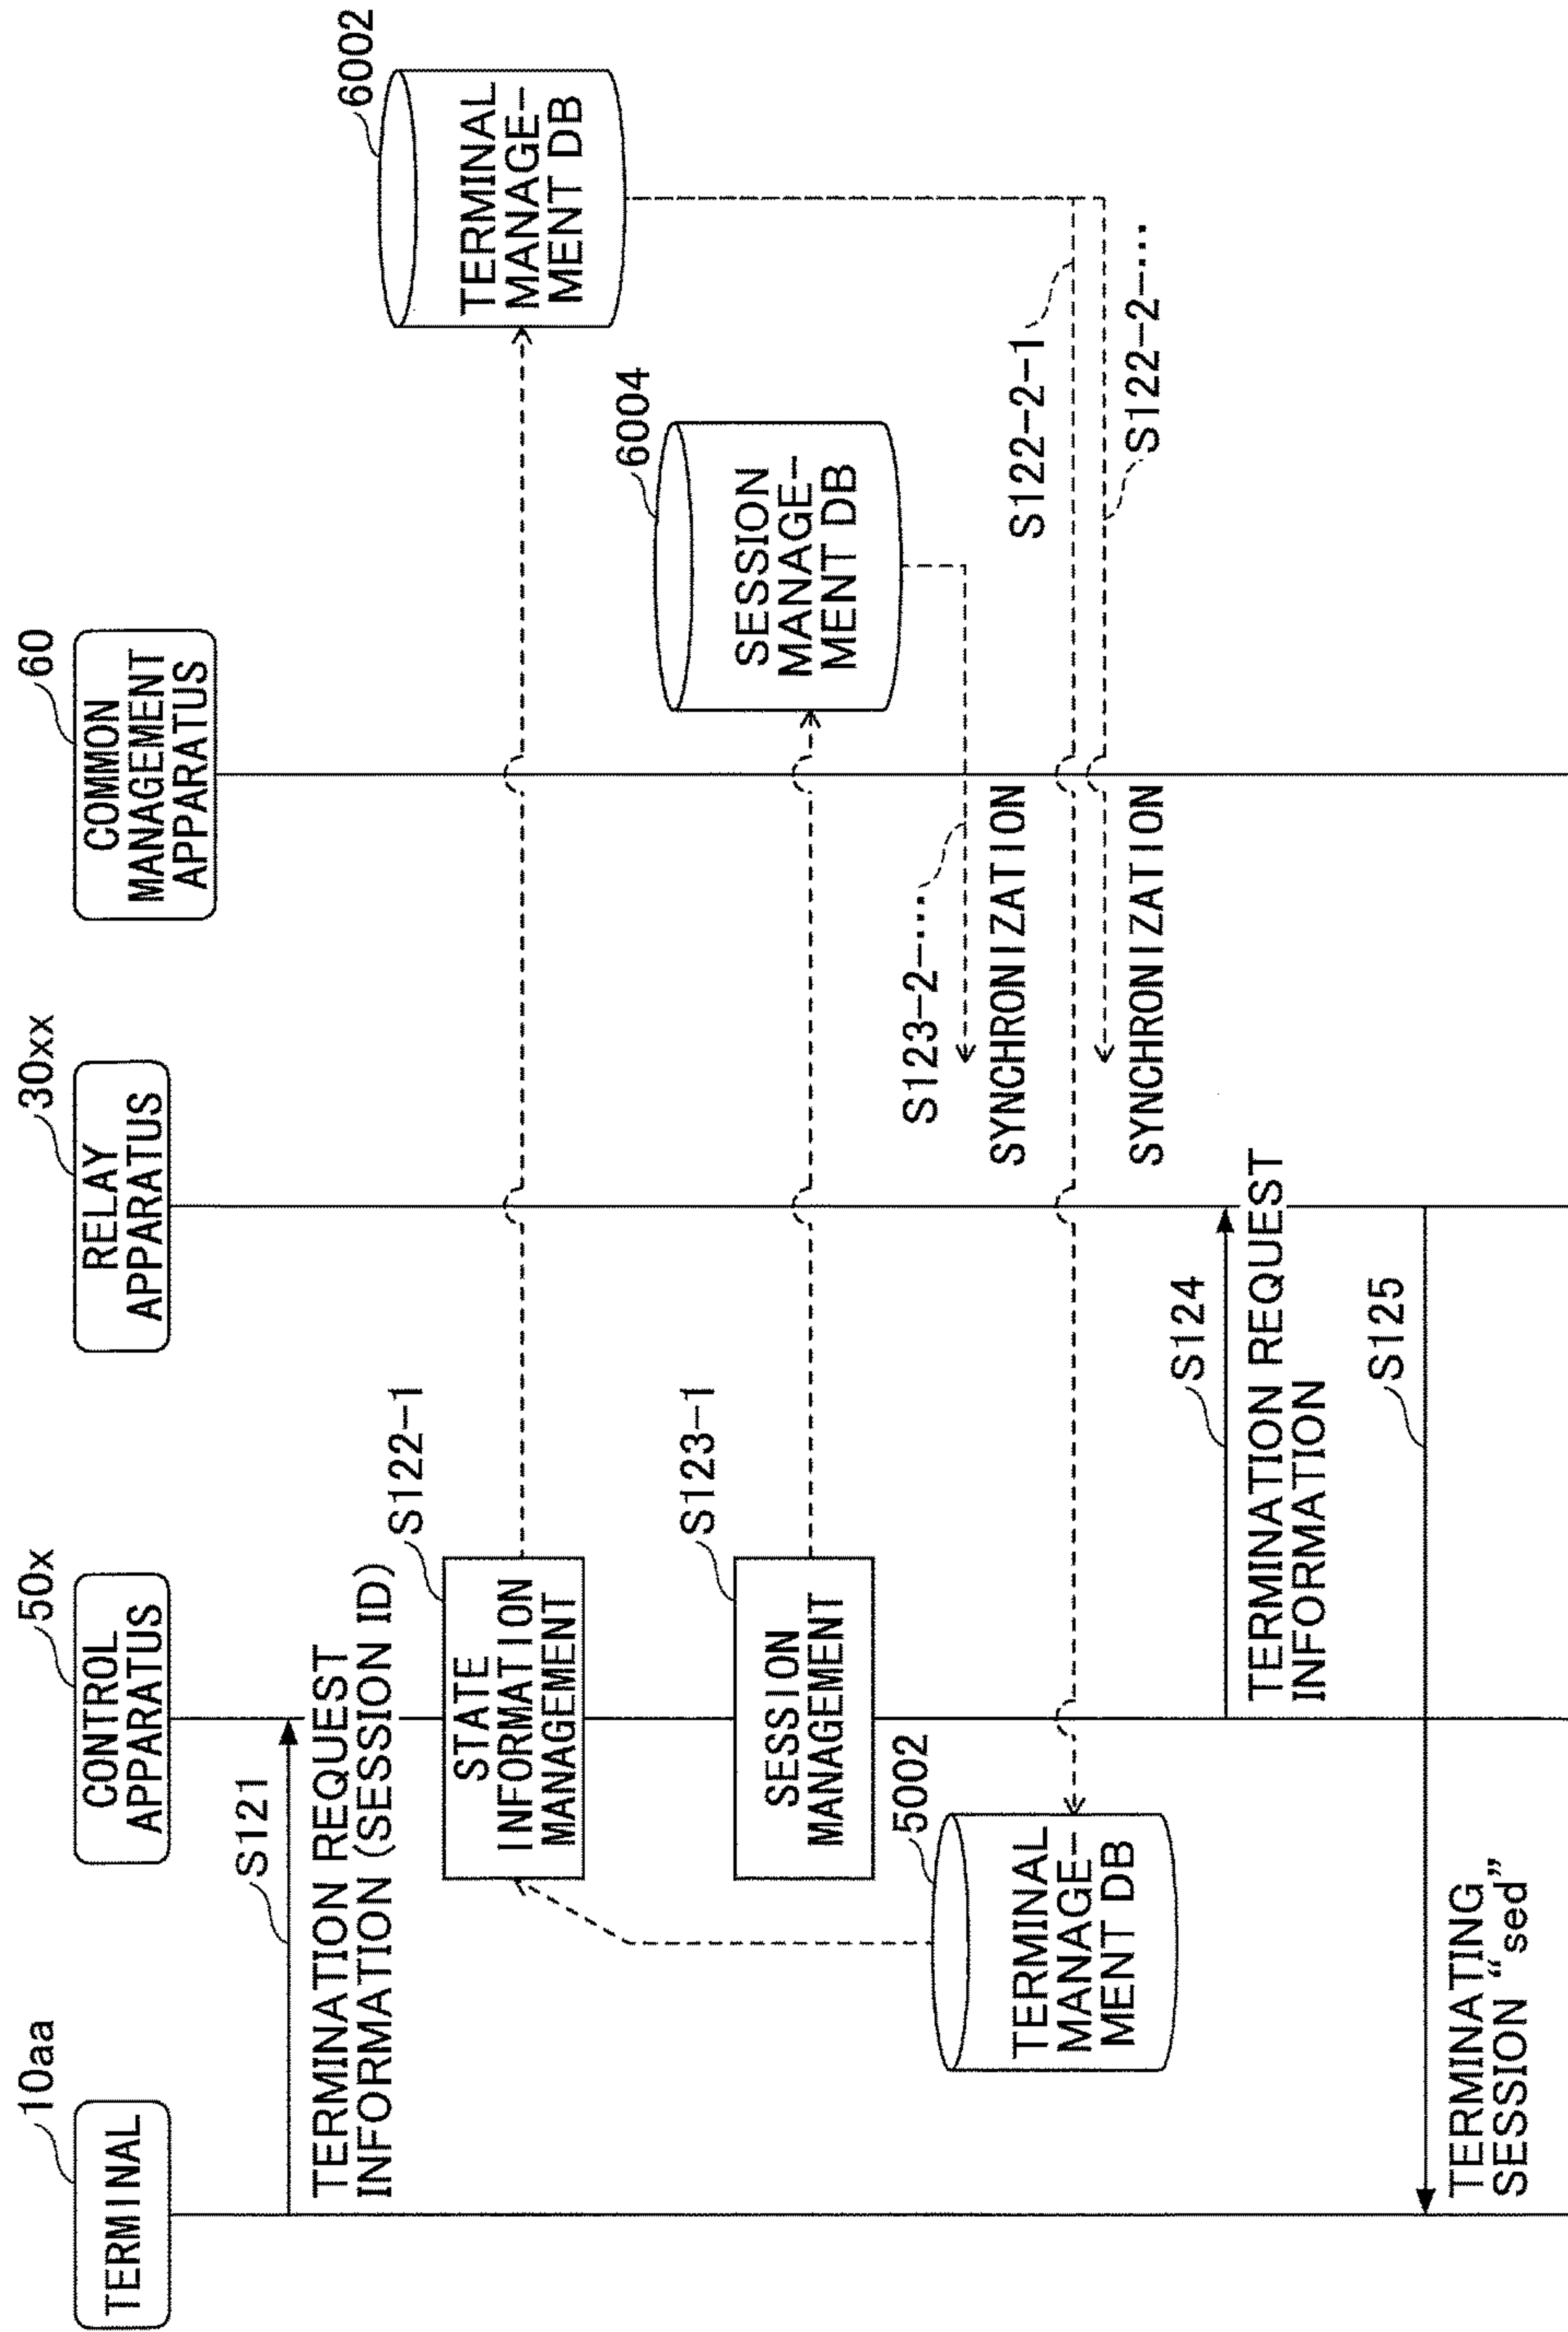 10aa
TERMINAL
50x
CONTROL
APPARATUS
30xx
RELAY
APPARATUS
60
COMMON
MANAGEMENT
APPARATUS
S121
TERMINATION REQUEST
INFORMATION (SESSION ID)
S122-1
STATE
INFORMATION
MANAGEMENT
6002
TERMINAL
MANAGE-
MENT DB
S123-1
SESSION
MANAGEMENT
6004
SESSION
MANAGE-
MENT DB
5002
TERMINAL
MANAGE-
MENT DB
S123-2-...
SYNCHRONIZATION
S122-2-1
S122-2-...
SYNCHRONIZATION
S124
TERMINATION REQUEST
INFORMATION
S125
TERMINATING
SESSION “sed”